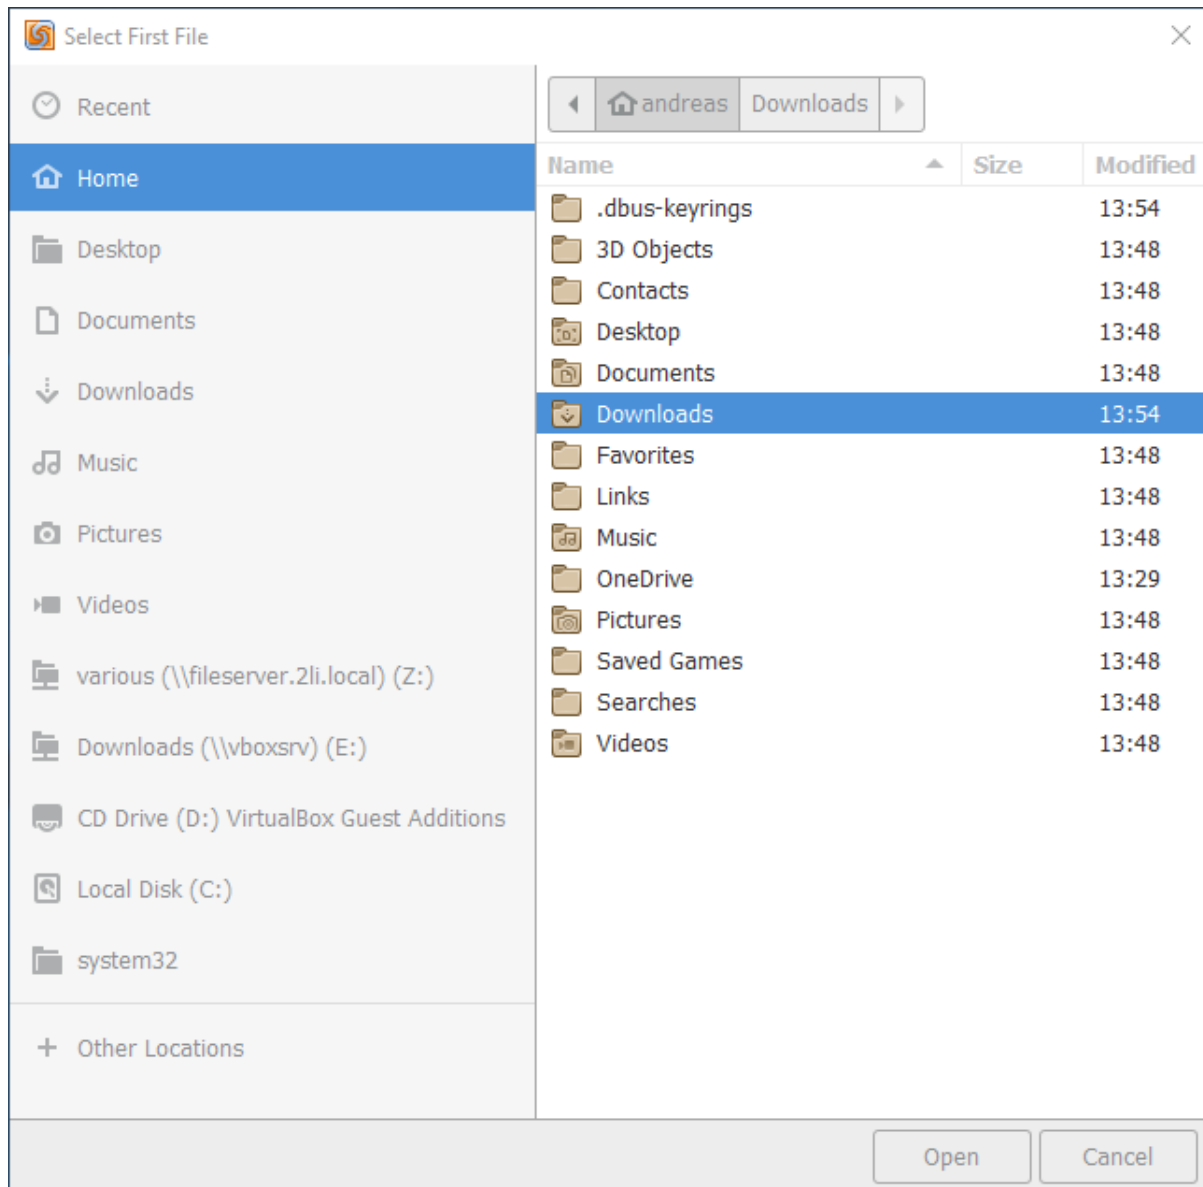 Select First File
Recent
Home
Desktop
Documents
Downloads
Music
Pictures
Videos
various (\\fileserver.2li.local) (Z:)
Downloads (\\vboxsrv) (E:)
CD Drive (D:) VirtualBox Guest Additions
Local Disk (C:)
system32
Other Locations
andreas Downloads
Name Size Modified
.dbus-keyrings 13:54
3D Objects 13:48
Contacts 13:48
Desktop 13:48
Documents 13:48
Downloads 13:54
Favorites 13:48
Links 13:48
Music 13:48
OneDrive 13:29
Pictures 13:48
Saved Games 13:48
Searches 13:48
Videos 13:48
Open Cancel